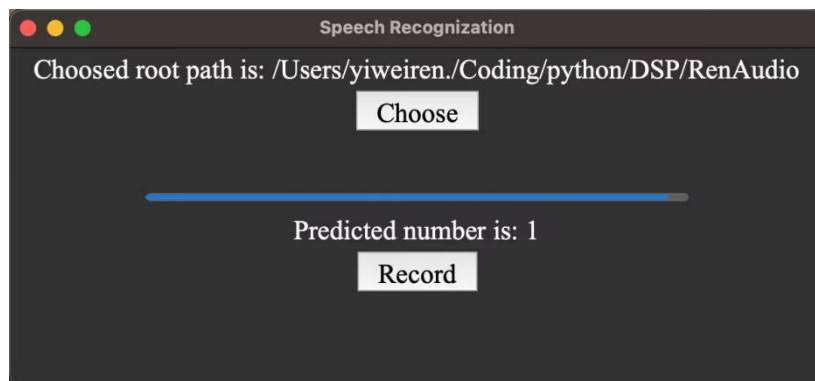 Speech Recognization
Choosed root path is: /Users/yiweiren./Coding/python/DSP/RenAudio
Choose
Predicted number is: 1
Record